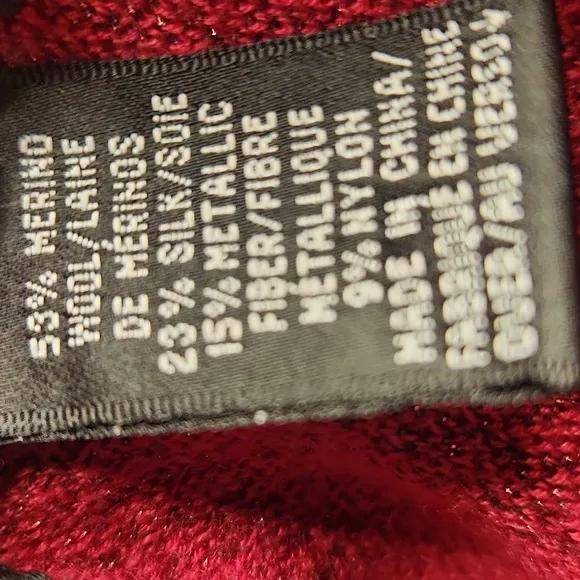 53% MERINO
WOOL/LAINE
DE MERINOS
23% SILK/SOIE
15% METALLIC
FIBER/FIBRE
METALLIQUE
9% NYLON
MADE IN CHINA/
FABRIQUE EN CHINE
OVER/AU VERSO